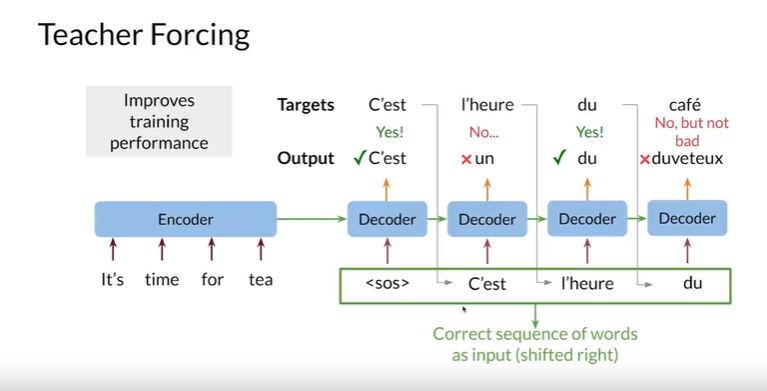 Teacher Forcing
Improves
training
performance
Targets C'est l'heure du café
Yes! No... Yes! No, but not
bad
Output ✓C'est ×un ✓ du ×duveteux
Encoder Decoder Decoder Decoder Decoder
It's time for tea <sos> C'est l'heure du
Correct sequence of words
as input (shifted right)